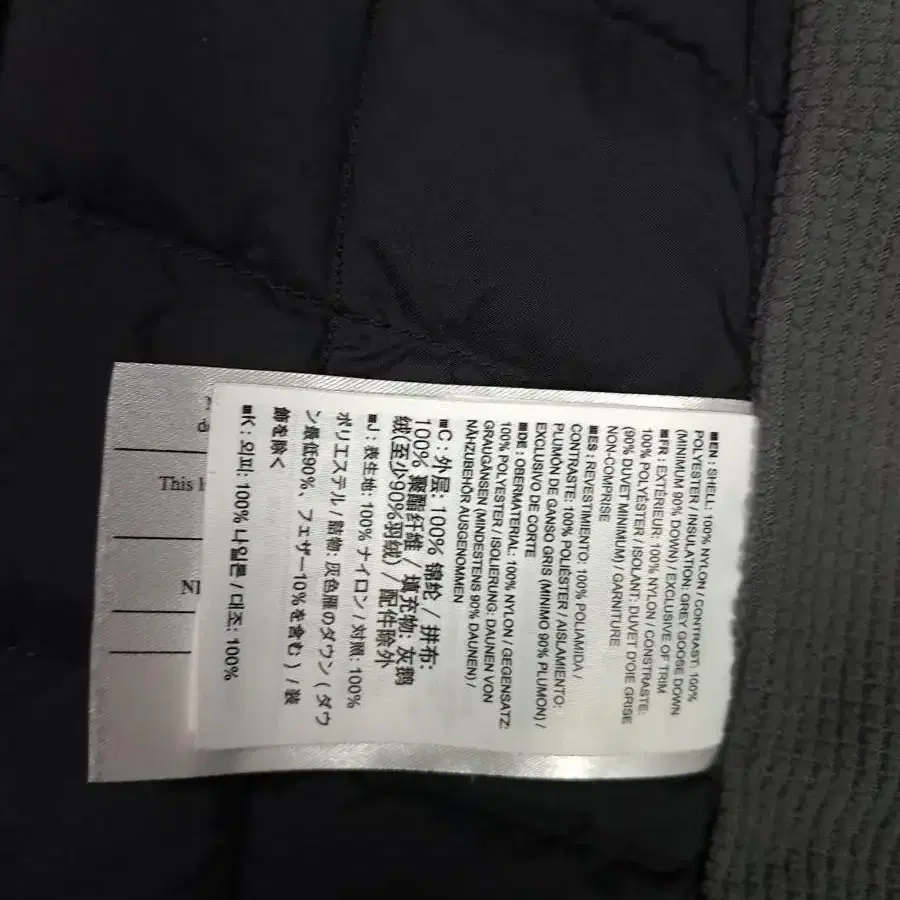 ■EN : SHELL: 100% NYLON / CONTRAST: 100%
POLYESTER / INSULATION: GREY GOOSE DOWN
(MINIMUM 90% DOWN) / EXCLUSIVE OF TRIM
■FR : EXTÉRIEUR: 100% NYLON / CONSTRASTE:
100% POLYÉSTER / ISOLANT: DUVET D'OIE GRISE
(90% DUVET MINIMUM) / GARNITURE
NON-COMPRISE
■ES : REVESTIMENTO: 100% POLIAMIDA /
CONTRASTE: 100% POLIÉSTER / AISLAMIENTO:
PLUMÓN DE GANSO GRIS (MINIMO 90% PLUMON) /
EXCLUSIVO DE CORTE
■DE : OBERMATERIAL: 100% NYLON / GEGENSATZ:
100% POLYESTER / ISOLIERUNG: DAUNEN VON
GRAUGÄNSEN (MINDESTENS 90% DAUNEN) /
NÄHZUBEHÖR AUSGENOMMEN
■C : 外层: 100% 锦纶 / 拼布:
100% 聚酯纤维 / 填充物: 灰鹅
绒(至少90%羽绒) / 配件除外
■J : 表生地: 100% ナイロン / 対照: 100%
ポリエステル / 詰物: 灰色雁のダウン ( ダウ
ン最低90%、フェザー10%を含む ) / 装
飾を除く
■K : 외피: 100% 나일론 / 대조: 100%
This